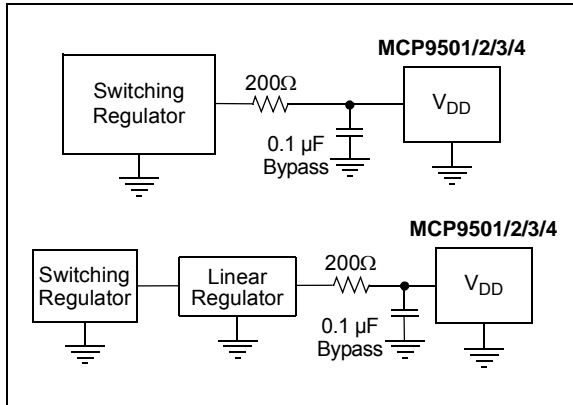 MCP9501/2/3/4
Switching
Regulator
200Ω
V_DD
0.1 µF
Bypass
MCP9501/2/3/4
Switching
Regulator
Linear
Regulator
200Ω
V_DD
0.1 µF
Bypass